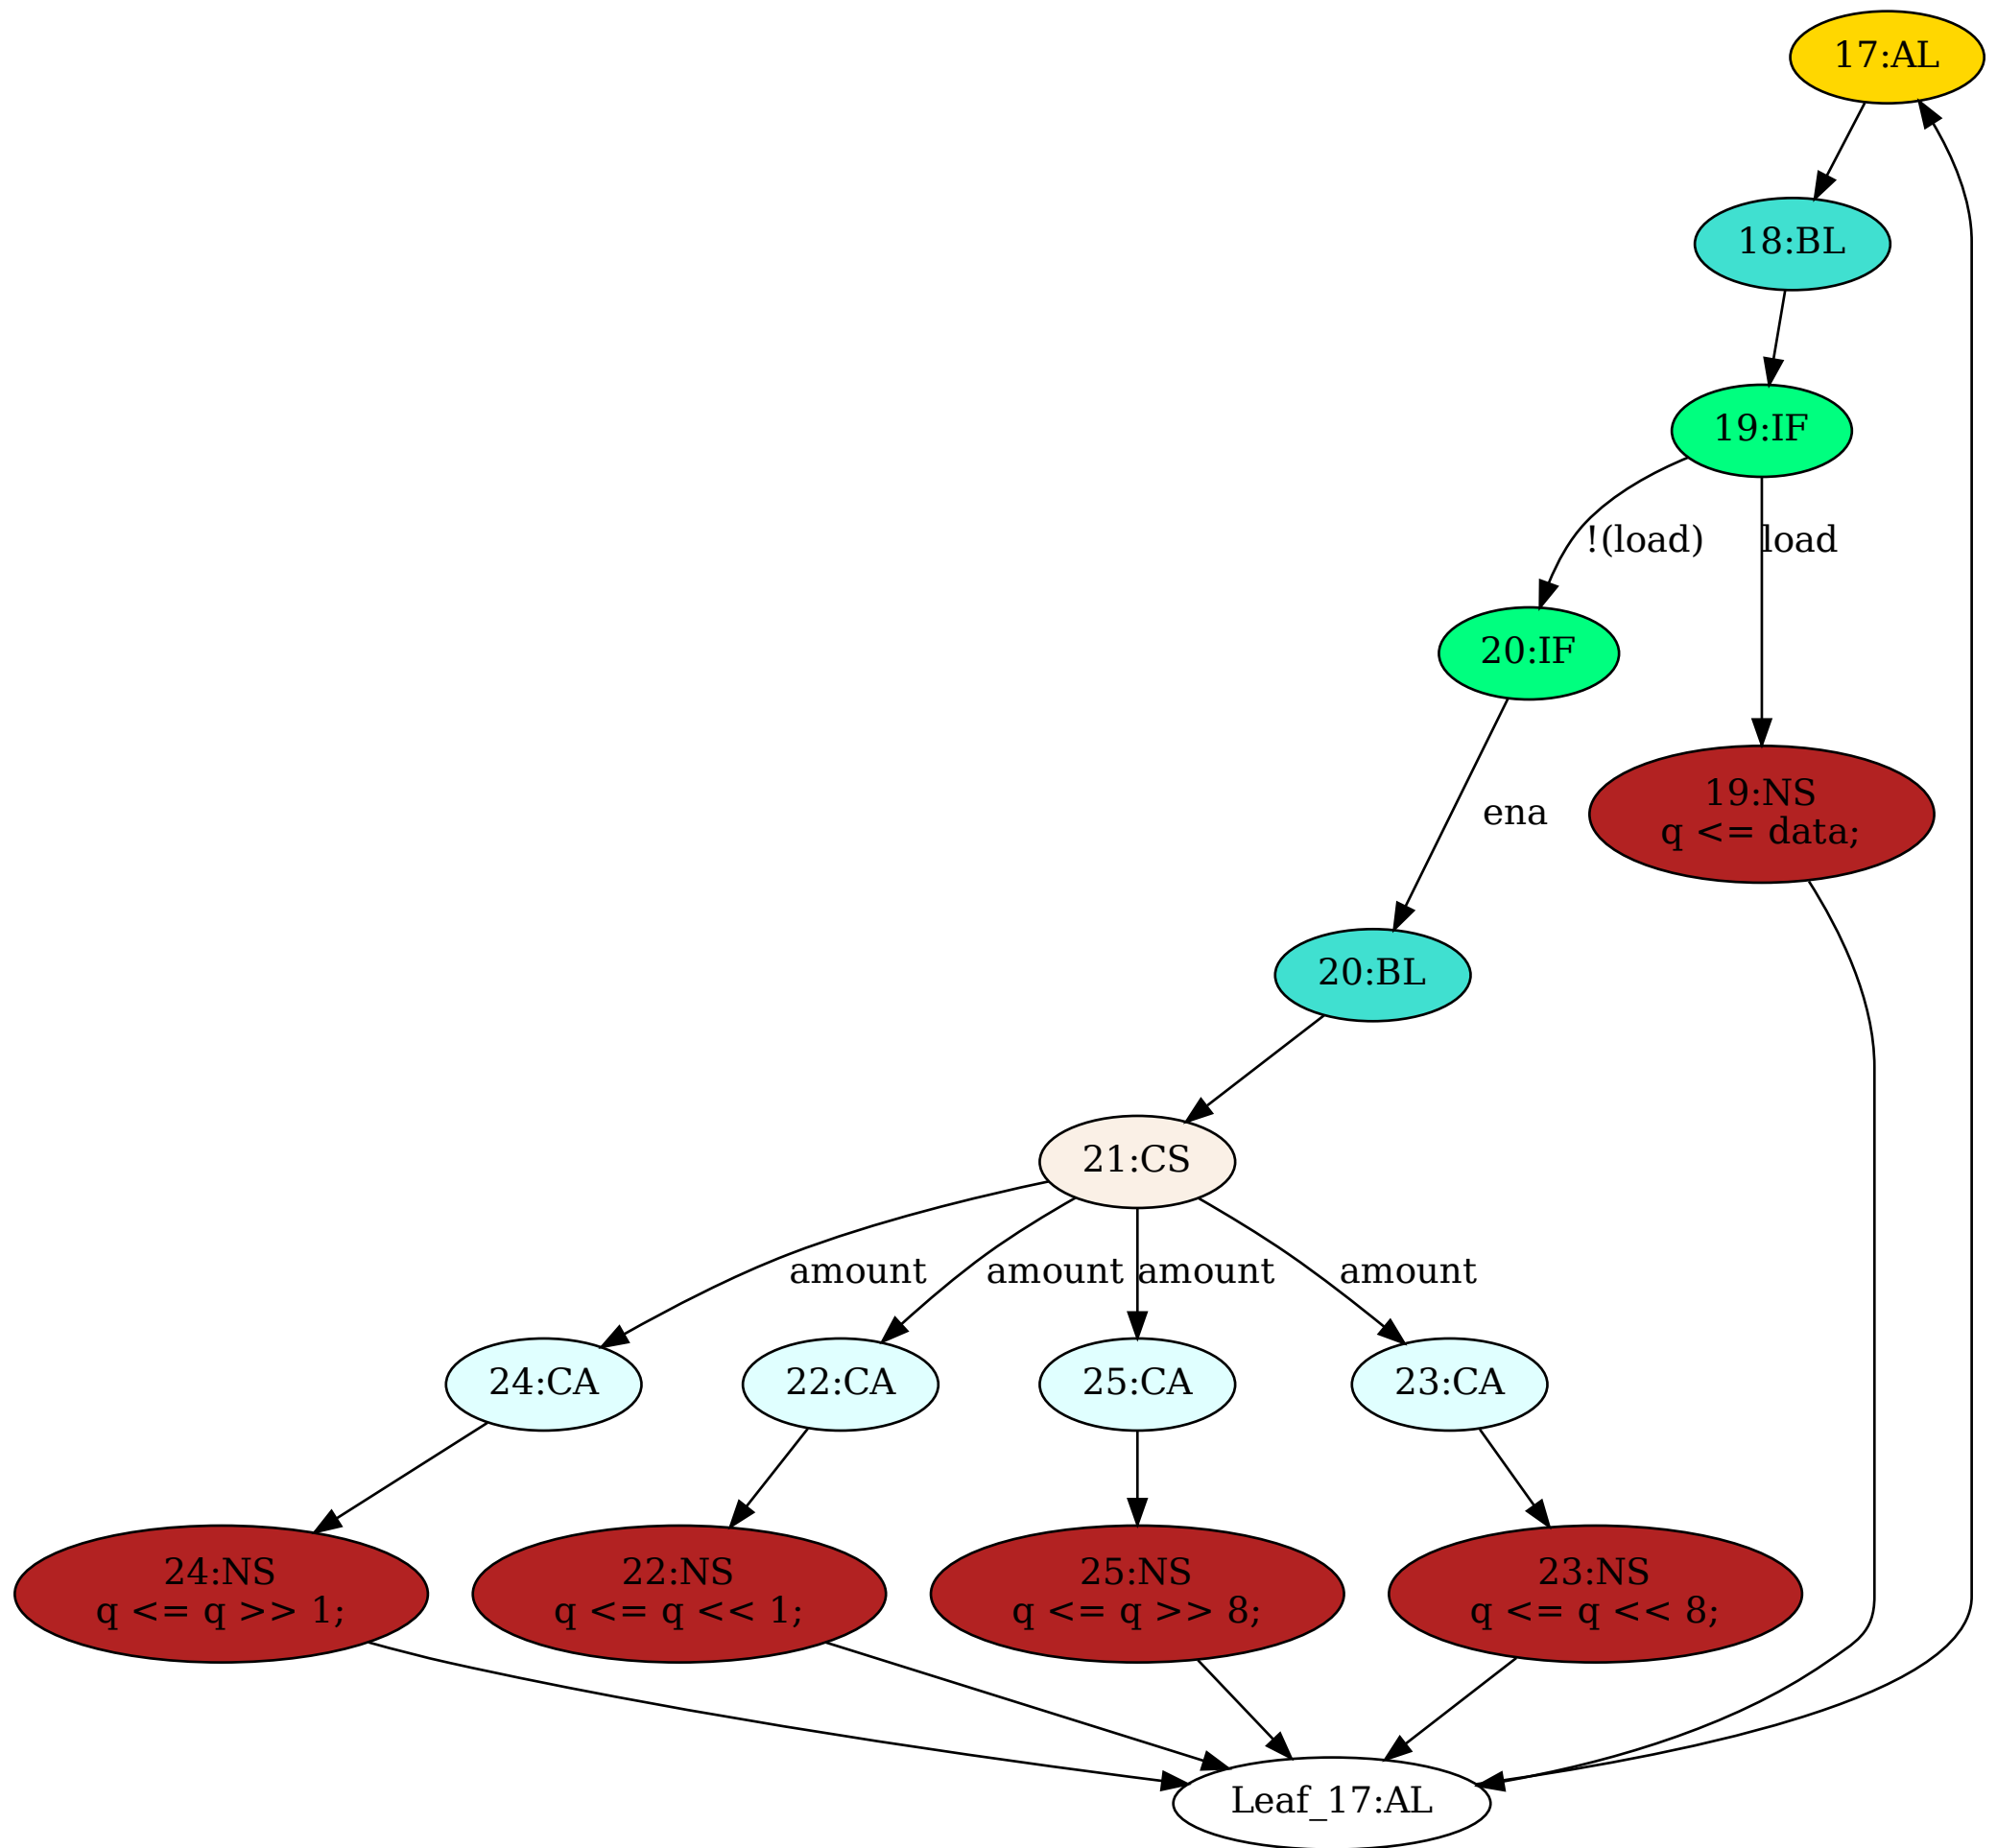 17:AL
18:BL
19:IF
!(load)
load
20:IF
19:NS
q <= data;
ena
20:BL
21:CS
amount
amount
amount
amount
24:CA
22:CA
25:CA
23:CA
24:NS
q <= q >> 1;
22:NS
q <= q << 1;
25:NS
q <= q >> 8;
23:NS
q <= q << 8;
Leaf_17:AL